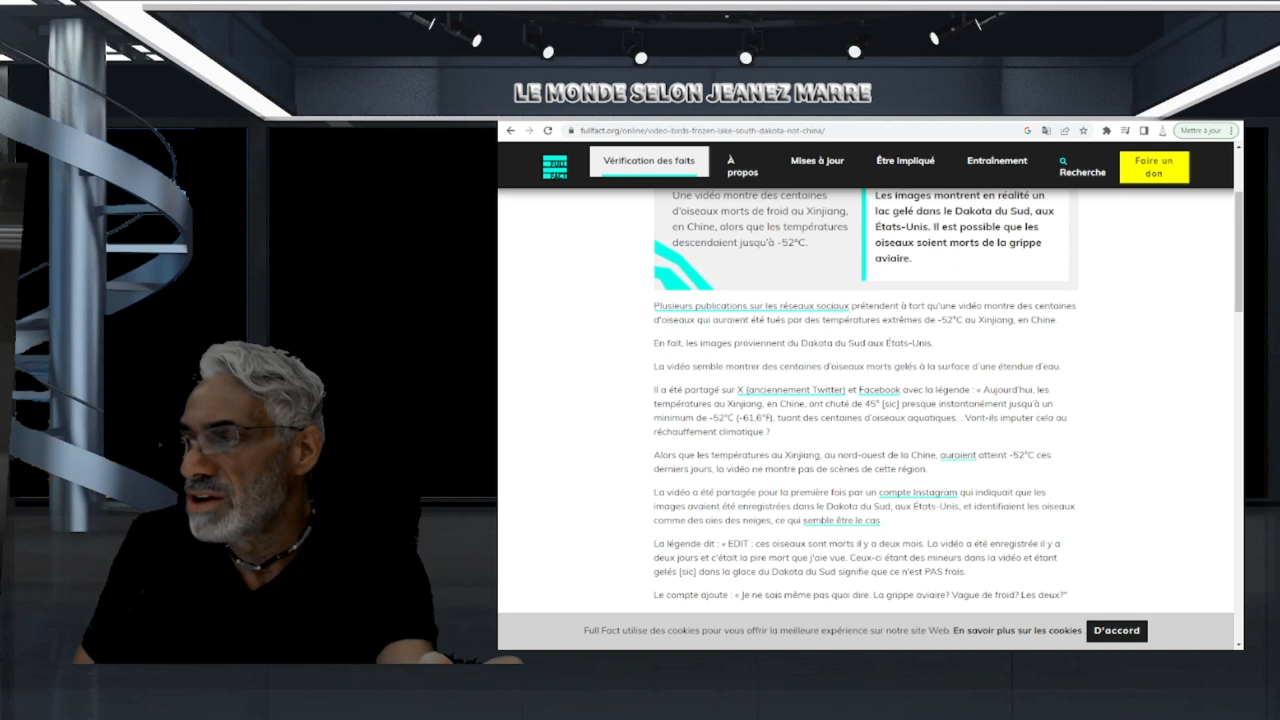 LE MONDE SELON JEANEZ MARRE
fullfact.org/online/video-birds-frozen-lake-south-dakota-not-china/
Mettre à jour
FULL
FACT
Vérification des faits
À
propos
Mises à jour
Être Impliqué
Entraînement
Recherche
Faire un
don
Une vidéo montre des centaines
d'oiseaux morts de froid au Xinjiang,
en Chine, alors que les températures
descendaient jusqu'à -52°C.
Les images montrent en réalité un
lac gelé dans le Dakota du Sud, aux
États-Unis. Il est possible que les
oiseaux soient morts de la grippe
aviaire.
Plusieurs publications sur les réseaux sociaux prétendent à tort qu'une vidéo montre des centaines
d'oiseaux qui auraient été tués par des températures extrêmes de -52°C au Xinjiang, en Chine.
En fait, les images proviennent du Dakota du Sud aux États-Unis.
La vidéo semble montrer des centaines d'oiseaux morts gelés à la surface d'une étendue d'eau.
Il a été partagé sur X (anciennement Twitter) et Facebook avec la légende : « Aujourd'hui, les
températures au Xinjiang, en Chine, ont chuté de 45° [sic] presque instantanément jusqu'à un
minimum de -52°C (-61,6°F), tuant des centaines d'oiseaux aquatiques. . Vont-ils imputer cela au
réchauffement climatique ?
Alors que les températures au Xinjiang, au nord-ouest de la Chine, auraient atteint -52°C ces
derniers jours, la vidéo ne montre pas de scènes de cette région.
La vidéo a été partagée pour la première fois par un compte Instagram qui indiquait que les
images avaient été enregistrées dans le Dakota du Sud, aux États-Unis, et identifiaient les oiseaux
comme des oies des neiges, ce qui semble être le cas .
La légende dit : « EDIT : ces oiseaux sont morts il y a deux mois. La vidéo a été enregistrée il y a
deux jours et c'était la pire mort que j'aie vue. Ceux-ci étant des mineurs dans la vidéo et étant
gelés [sic] dans la glace du Dakota du Sud signifie que ce n'est PAS frais.
Le compte ajoute : « Je ne sais même pas quoi dire. La grippe aviaire? Vague de froid? Les deux?"
Full Fact utilise des cookies pour vous offrir la meilleure expérience sur notre site Web. En savoir plus sur les cookies
D'accord